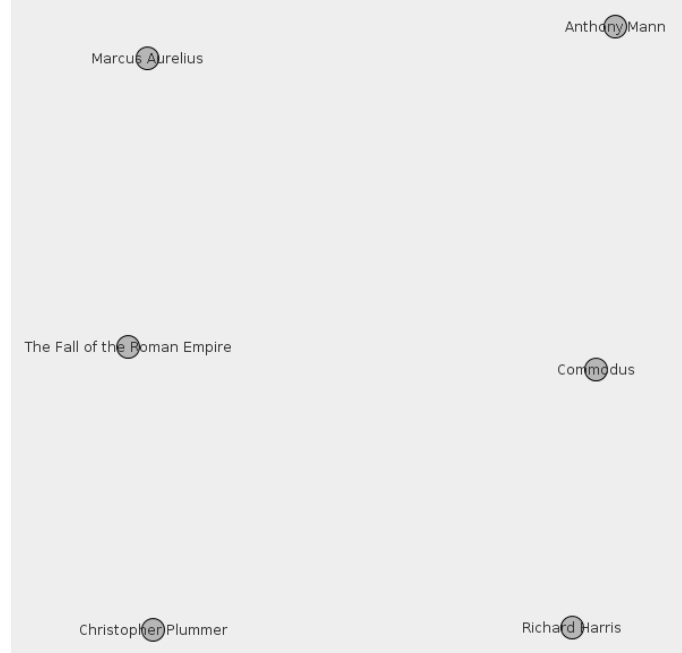 Anthony Mann
Marcus Aurelius
The Fall of the Roman Empire
Commodus
Richard Harris
Christopher Plummer